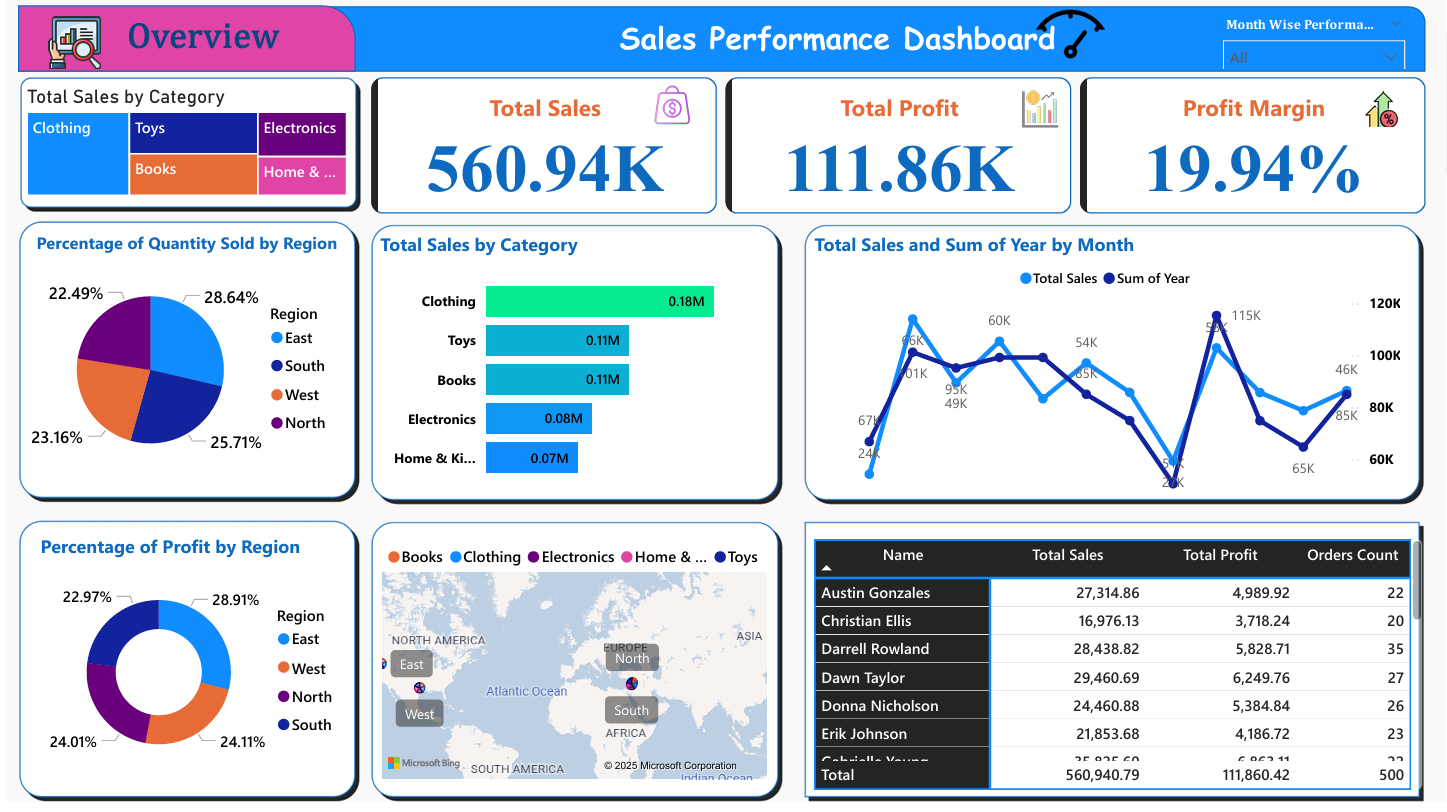 Overview
Sales Performance Dashboard
Month Wise Performa...
All
Total Sales by Category
Clothing
Toys
Electronics
Books
Home & ...
Total Sales
560.94K
Total Profit
111.86K
Profit Margin
19.94%
Percentage of Quantity Sold by Region
22.49%
28.64%
23.16%
25.71%
Region
East
South
West
North
Total Sales by Category
Clothing 0.18M
Toys 0.11M
Books 0.11M
Electronics 0.08M
Home & Ki... 0.07M
Total Sales and Sum of Year by Month
Total Sales Sum of Year
67K
24K
66K
101K
95K
49K
60K
54K
85K
51K
27K
115K
65K
46K
85K
120K
100K
80K
60K
Percentage of Profit by Region
22.97%
28.91%
24.01%
24.11%
Region
East
West
North
South
Books Clothing Electronics Home & ... Toys
NORTH AMERICA
EUROPE
ASIA
East
North
Atlantic Ocean
West
South
AFRICA
SOUTH AMERICA
Indian Ocean
Microsoft Bing
© 2025 Microsoft Corporation
Name Total Sales Total Profit Orders Count
Austin Gonzales 27,314.86 4,989.92 22
Christian Ellis 16,976.13 3,718.24 20
Darrell Rowland 28,438.82 5,828.71 35
Dawn Taylor 29,460.69 6,249.76 27
Donna Nicholson 24,460.88 5,384.84 26
Erik Johnson 21,853.68 4,186.72 23
Total 560,940.79 111,860.42 500